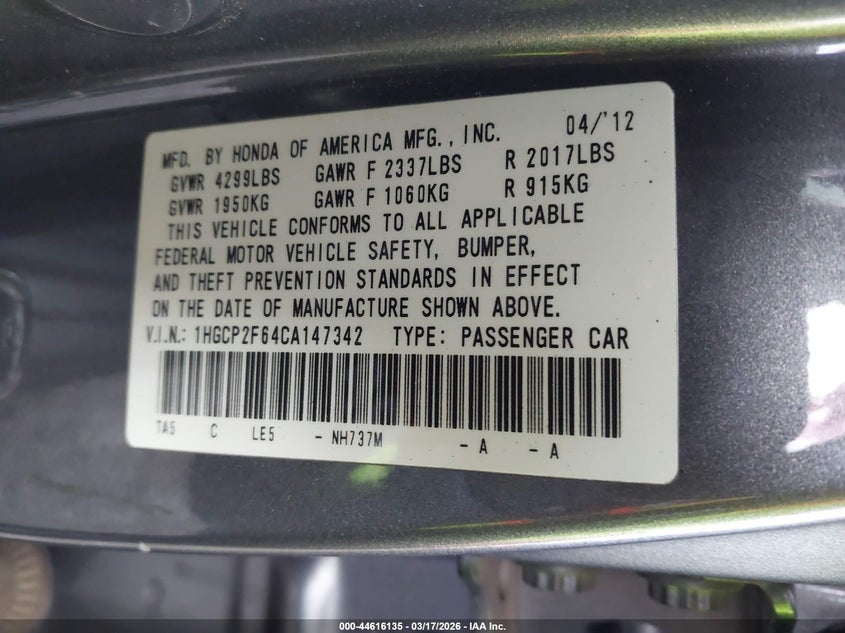 MFD. BY HONDA OF AMERICA MFG., INC. 04/'12
GVWR 4299LBS GAWR F 2337LBS R 2017LBS
GVWR 1950KG GAWR F 1060KG R 915KG
THIS VEHICLE CONFORMS TO ALL APPLICABLE
FEDERAL MOTOR VEHICLE SAFETY, BUMPER,
AND THEFT PREVENTION STANDARDS IN EFFECT
ON THE DATE OF MANUFACTURE SHOWN ABOVE.
V.I.N.: 1HGCP2F64CA147342 TYPE: PASSENGER CAR
TA5 C LE5 - NH737M - A - A
000-44616135 - 03/17/2026 - IAA Inc.